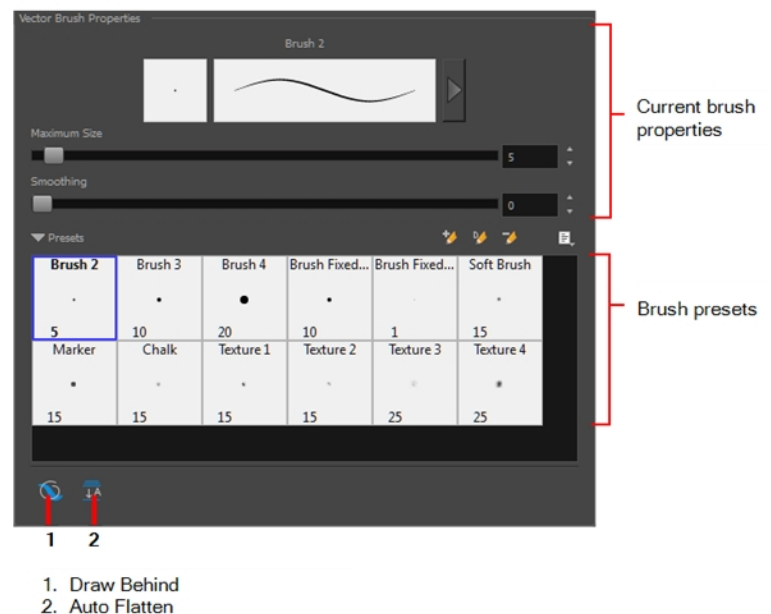 Vector Brush Properties
Brush 2
Maximum Size
5
Smoothing
0
Presets
Brush 2 Brush 3 Brush 4 Brush Fixed... Brush Fixed... Soft Brush
5 10 20 10 1 15
Marker Chalk Texture 1 Texture 2 Texture 3 Texture 4
15 15 15 15 25 25
A
Current brush
properties
Brush presets
1 2
1. Draw Behind
2. Auto Flatten